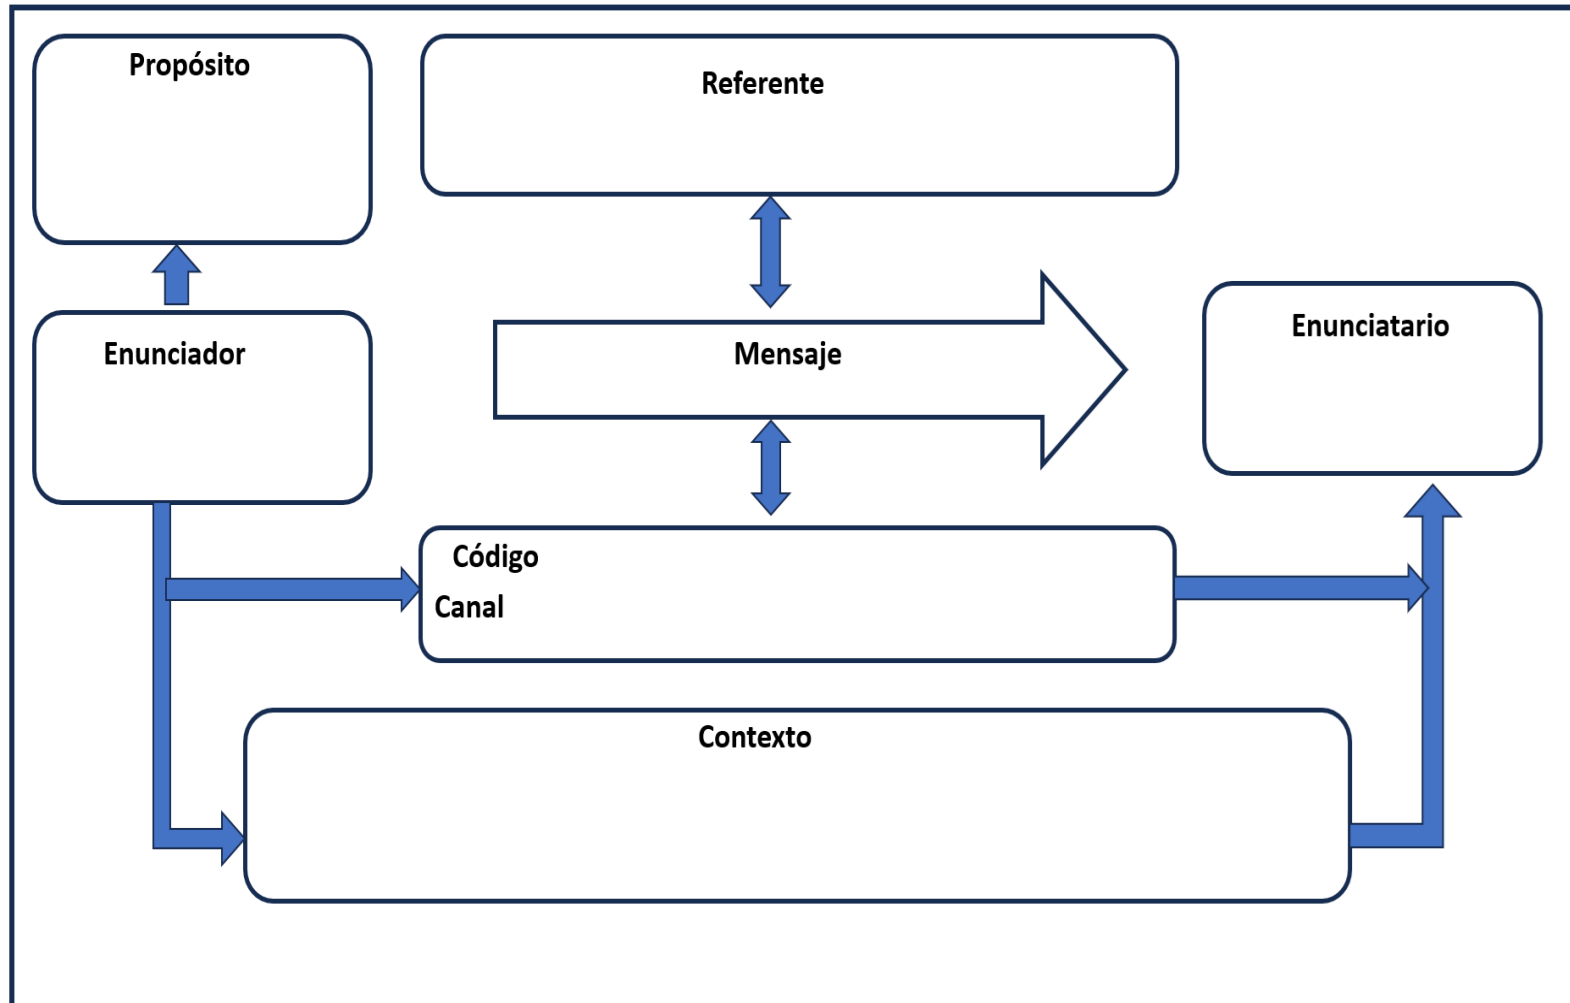 Propósito
Referente
Enunciador
Mensaje
Enunciatario
Código
Canal
Contexto